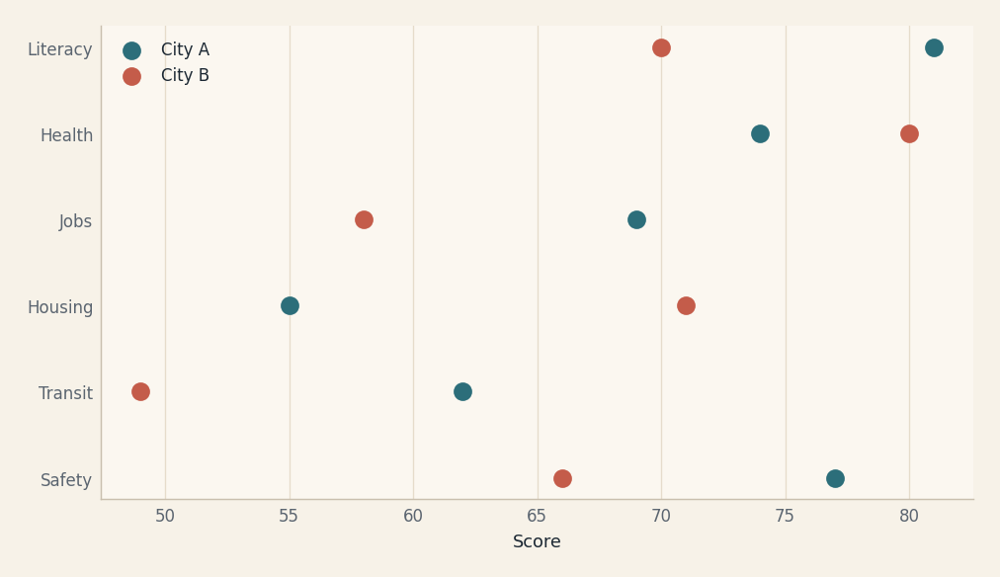 Literacy
Health
Jobs
Housing
Transit
Safety
City A
City B
50 55 60 65 70 75 80
Score